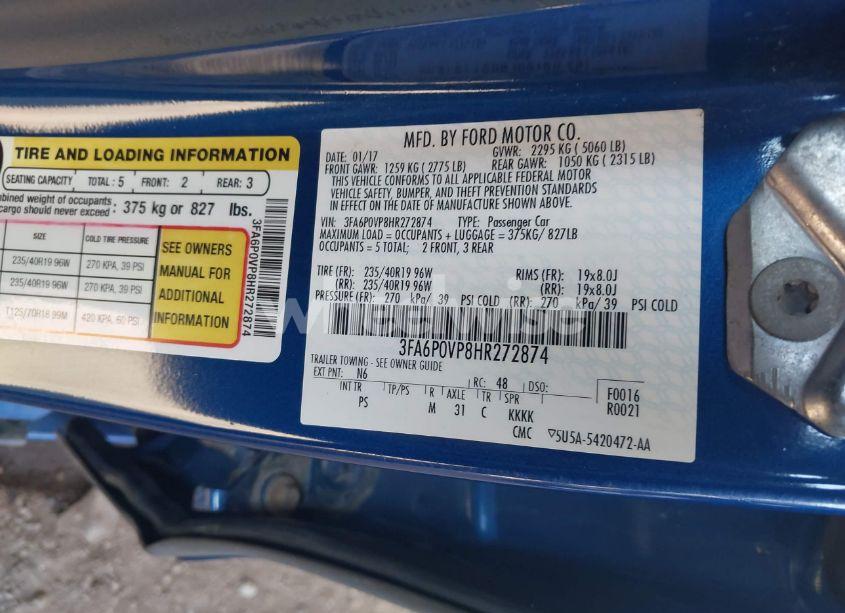 TIRE AND LOADING INFORMATION
SEATING CAPACITY TOTAL: 5 FRONT: 2 REAR: 3
mbined weight of occupants
cargo should never exceed: 375 kg or 827 lbs.
SIZE COLD TIRE PRESSURE
235/40R19 96W 270 KPA, 39 PSI
235/40R19 96W 270 KPA, 39 PSI
T125/70R18 99M 420 KPA, 60 PSI
SEE OWNERS
MANUAL FOR
ADDITIONAL
INFORMATION
3FA6P0VP8HR272874
MFD. BY FORD MOTOR CO.
DATE: 01/17 GVWR: 2295 KG ( 5060 LB)
FRONT GAWR: 1259 KG ( 2775 LB) REAR GAWR: 1050 KG ( 2315 LB)
THIS VEHICLE CONFORMS TO ALL APPLICABLE FEDERAL MOTOR
VEHICLE SAFETY, BUMPER, AND THEFT PREVENTION STANDARDS
IN EFFECT ON THE DATE OF MANUFACTURE SHOWN ABOVE.
VIN: 3FA6P0VP8HR272874 TYPE: Passenger Car
MAXIMUM LOAD = OCCUPANTS + LUGGAGE = 375KG/ 827LB
OCCUPANTS = 5 TOTAL; 2 FRONT, 3 REAR
TIRE (FR): 235/40R19 96W RIMS (FR): 19x8.0J
(RR): 235/40R19 96W (RR): 19x8.0J
PRESSURE (FR): 270 kPa/ 39 PSI COLD (RR): 270 kPa/ 39 PSI COLD
wheelwise
3FA6P0VP8HR272874
TRAILER TOWING - SEE OWNER GUIDE
EXT PNT: N6 RC: 48 DSO:
INT TR TP/PS R AXLE TR SPR F0016
PS M 31 C KKKK R0021
CMC ▽5U5A-5420472-AA